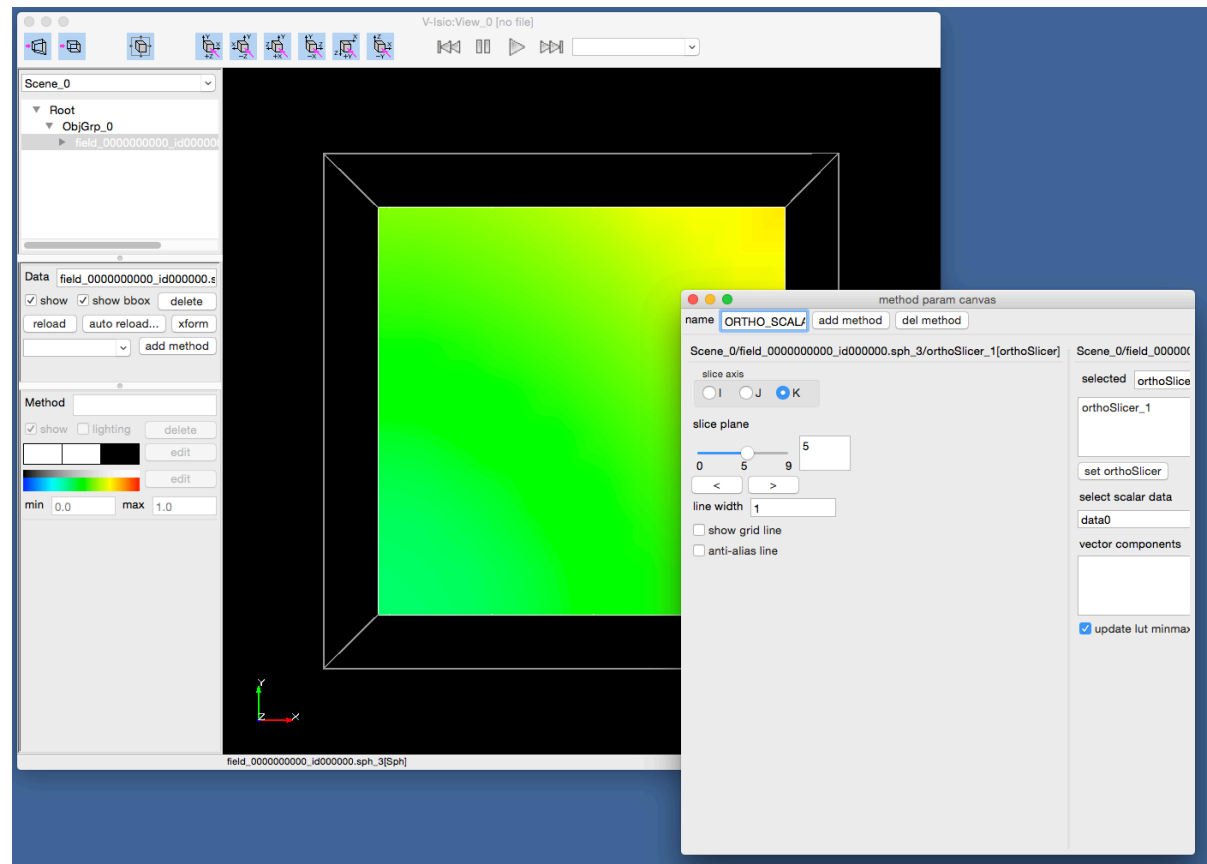 V-Isio:View_0 [no file]
Scene_0
Root
ObjGrp_0
field_0000000000_id00000
Data field_0000000000_id000000.s
show show bbox delete
reload auto reload... xform
add method
Method
show lighting delete
edit
edit
min 0.0 max 1.0
Y
Z X
field_0000000000_id000000.sph_3[Sph]
method param canvas
name ORTHO_SCALA add method del method
Scene_0/field_0000000000_id000000.sph_3/orthoSlicer_1[orthoSlicer]
slice axis
I J K
slice plane
5
0 5 9
< >
line width 1
show grid line
anti-alias line
Scene_0/field_00000
selected orthoSlice
orthoSlicer_1
set orthoSlicer
select scalar data
data0
vector components
update lut minmax